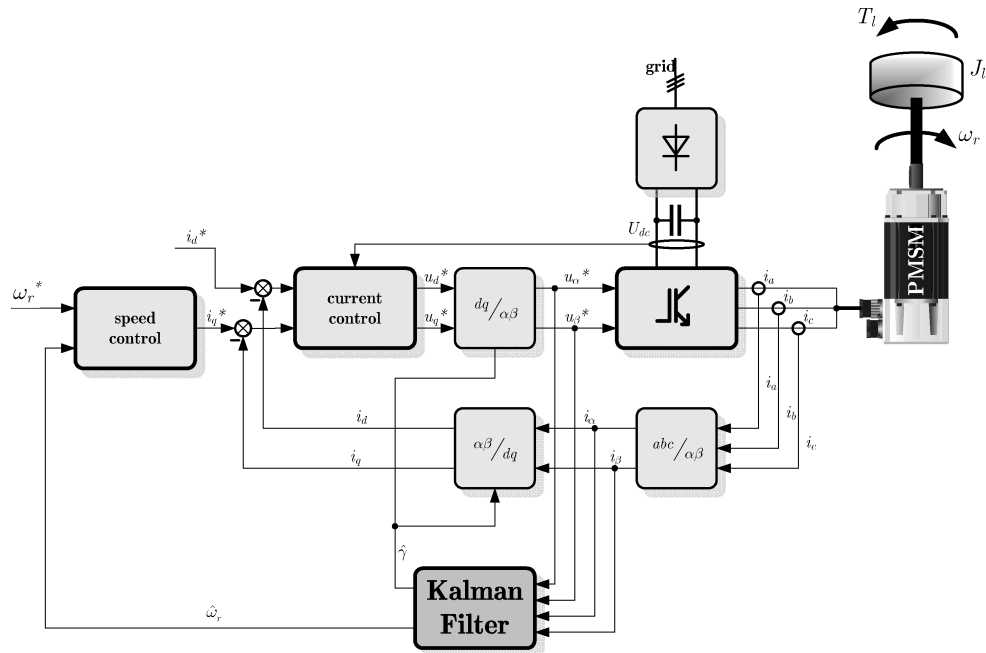 T_l
grid
J_l
ω_r
U_dc
i_d*
PMSM
ω_r*
speed
control
i_q*
current
control
u_d*
u_q*
dq/αβ
u_α*
u_β*
i_a
i_b
i_c
i_a
i_b
i_c
i_d
i_q
αβ/dq
i_α
i_β
abc/αβ
γ̂
Kalman
Filter
ω̂_r